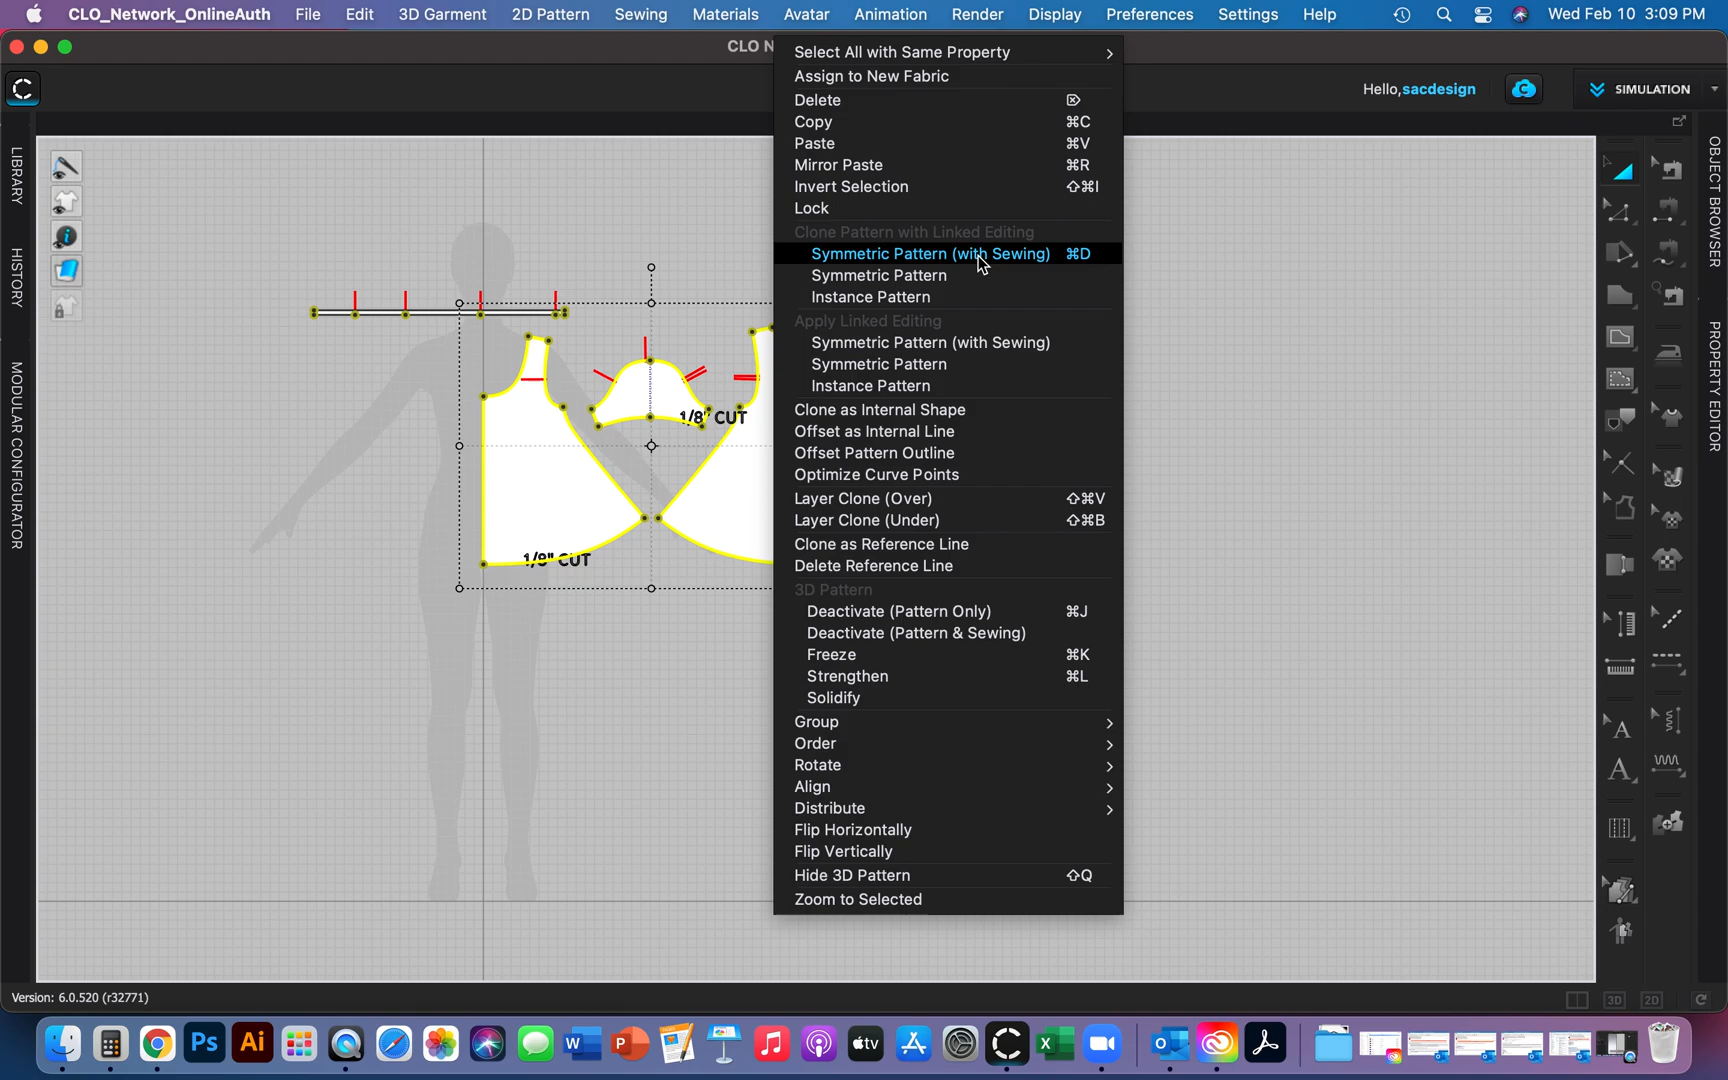 CLO_Network_OnlineAuth File Edit 3D Garment 2D Pattern Sewing Materials Avatar Animation Render Display Preferences Settings Help Wed Feb 10 3:09 PM
CLO N
Hello,sacdesign
SIMULATION
LIBRARY
HISTORY
MODULAR CONFIGURATOR
1/8" CUT
1/8" CUT
Select All with Same Property
Assign to New Fabric
Delete
Copy ⌘C
Paste ⌘V
Mirror Paste ⌘R
Invert Selection ⇧⌘I
Lock
Clone Pattern with Linked Editing
Symmetric Pattern (with Sewing) ⌘D
Symmetric Pattern
Instance Pattern
Apply Linked Editing
Symmetric Pattern (with Sewing)
Symmetric Pattern
Instance Pattern
Clone as Internal Shape
Offset as Internal Line
Offset Pattern Outline
Optimize Curve Points
Layer Clone (Over) ⇧⌘V
Layer Clone (Under) ⇧⌘B
Clone as Reference Line
Delete Reference Line
3D Pattern
Deactivate (Pattern Only) ⌘J
Deactivate (Pattern & Sewing)
Freeze ⌘K
Strengthen ⌘L
Solidify
Group
Order
Rotate
Align
Distribute
Flip Horizontally
Flip Vertically
Hide 3D Pattern ⇧Q
Zoom to Selected
OBJECT BROWSER
PROPERTY EDITOR
A
A
Version: 6.0.520 (r32771)
3D 2D
Ps Ai W P tv X O